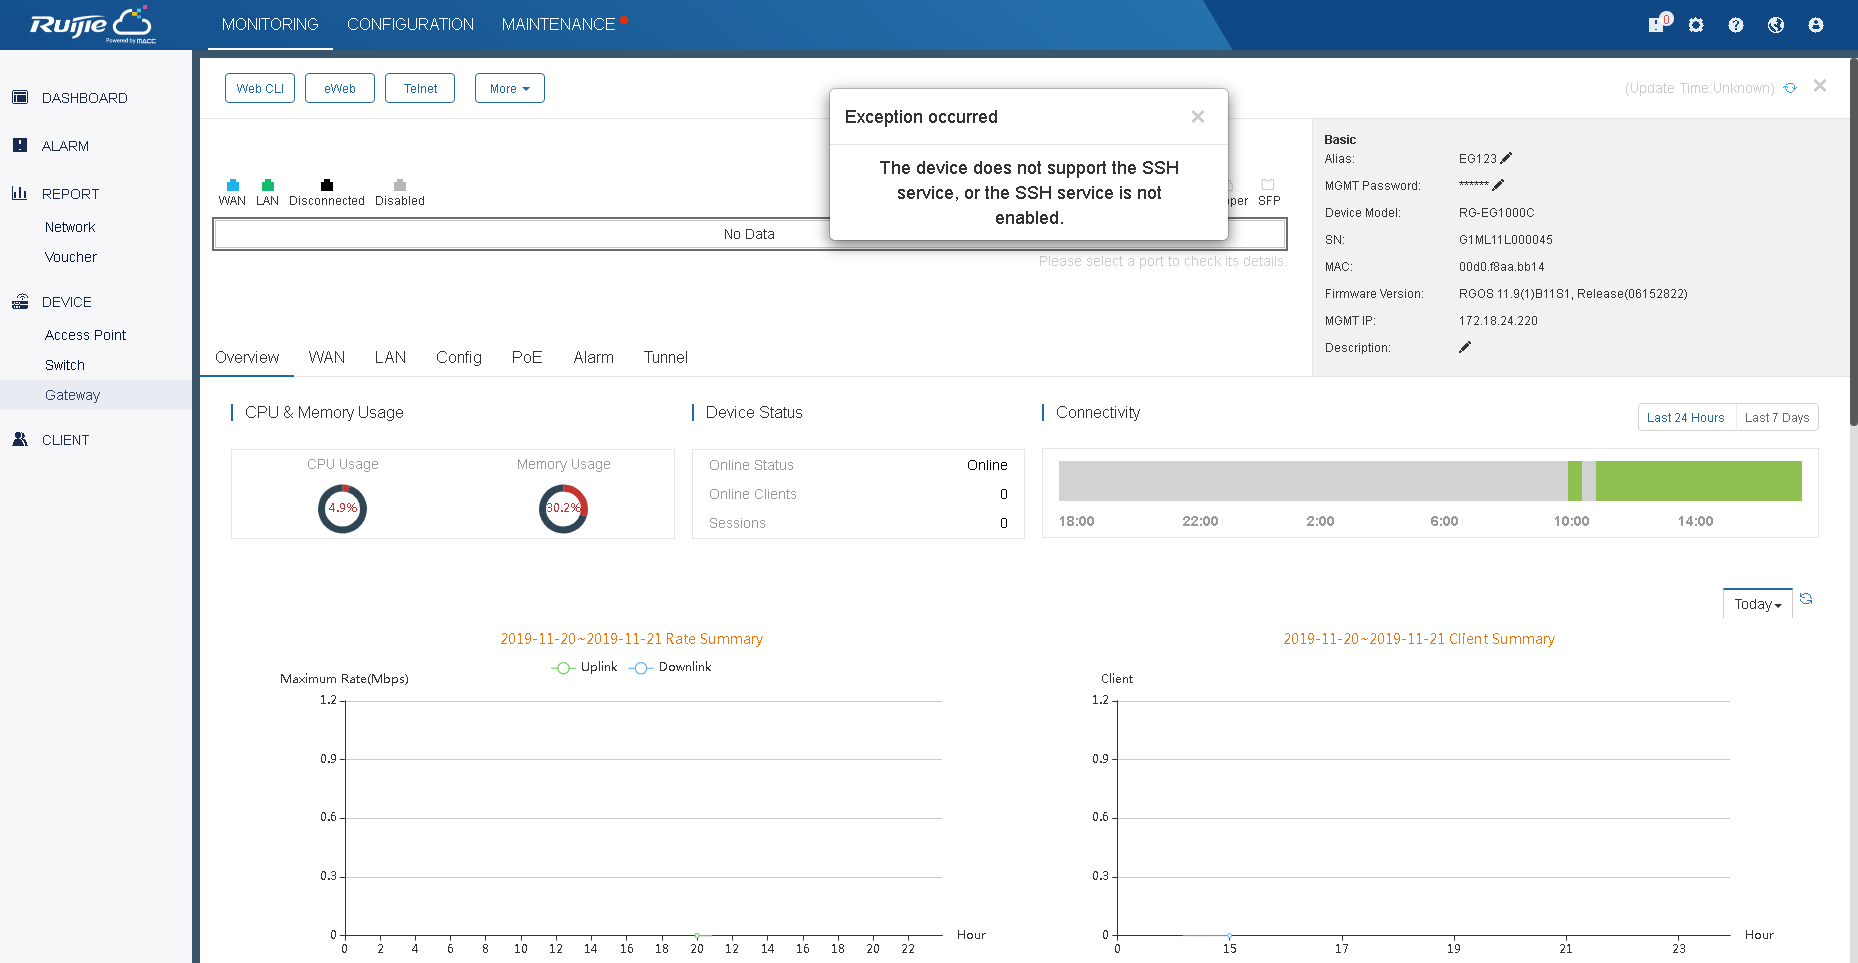 Ruijie
Powered by MACC
MONITORING CONFIGURATION MAINTENANCE
0
DASHBOARD
ALARM
REPORT
Network
Voucher
DEVICE
Access Point
Switch
Gateway
CLIENT
Web CLI eWeb Telnet More
(Update Time:Unknown)
Exception occurred
The device does not support the SSH
service, or the SSH service is not
enabled.
WAN LAN Disconnected Disabled
SFP
No Data
Please select a port to check its details.
Basic
Alias: EG123
MGMT Password: ******
Device Model: RG-EG1000C
SN: G1ML11L000045
MAC: 00d0.f8aa.bb14
Firmware Version: RGOS 11.9(1)B11S1, Release(06152822)
MGMT IP: 172.18.24.220
Description:
Overview WAN LAN Config PoE Alarm Tunnel
CPU & Memory Usage
CPU Usage Memory Usage
4.9% 30.2%
Device Status
Online Status Online
Online Clients 0
Sessions 0
Connectivity
Last 24 Hours Last 7 Days
18:00 22:00 2:00 6:00 10:00 14:00
Today
2019-11-20~2019-11-21 Rate Summary
Uplink Downlink
Maximum Rate(Mbps)
1.2
0.9
0.6
0.3
0
0 2 4 6 8 10 12 14 16 18 20 12 14 16 18 20 22
Hour
2019-11-20~2019-11-21 Client Summary
Client
1.2
0.9
0.6
0.3
0
0 15 17 19 21 23
Hour